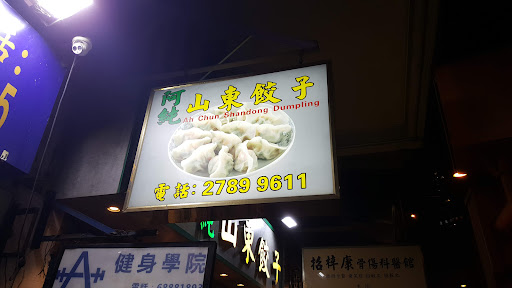 阿純
山東餃子
Ah Chun Shandong Dumpling
電話: 2789 9611
純山東餃子
健身學院